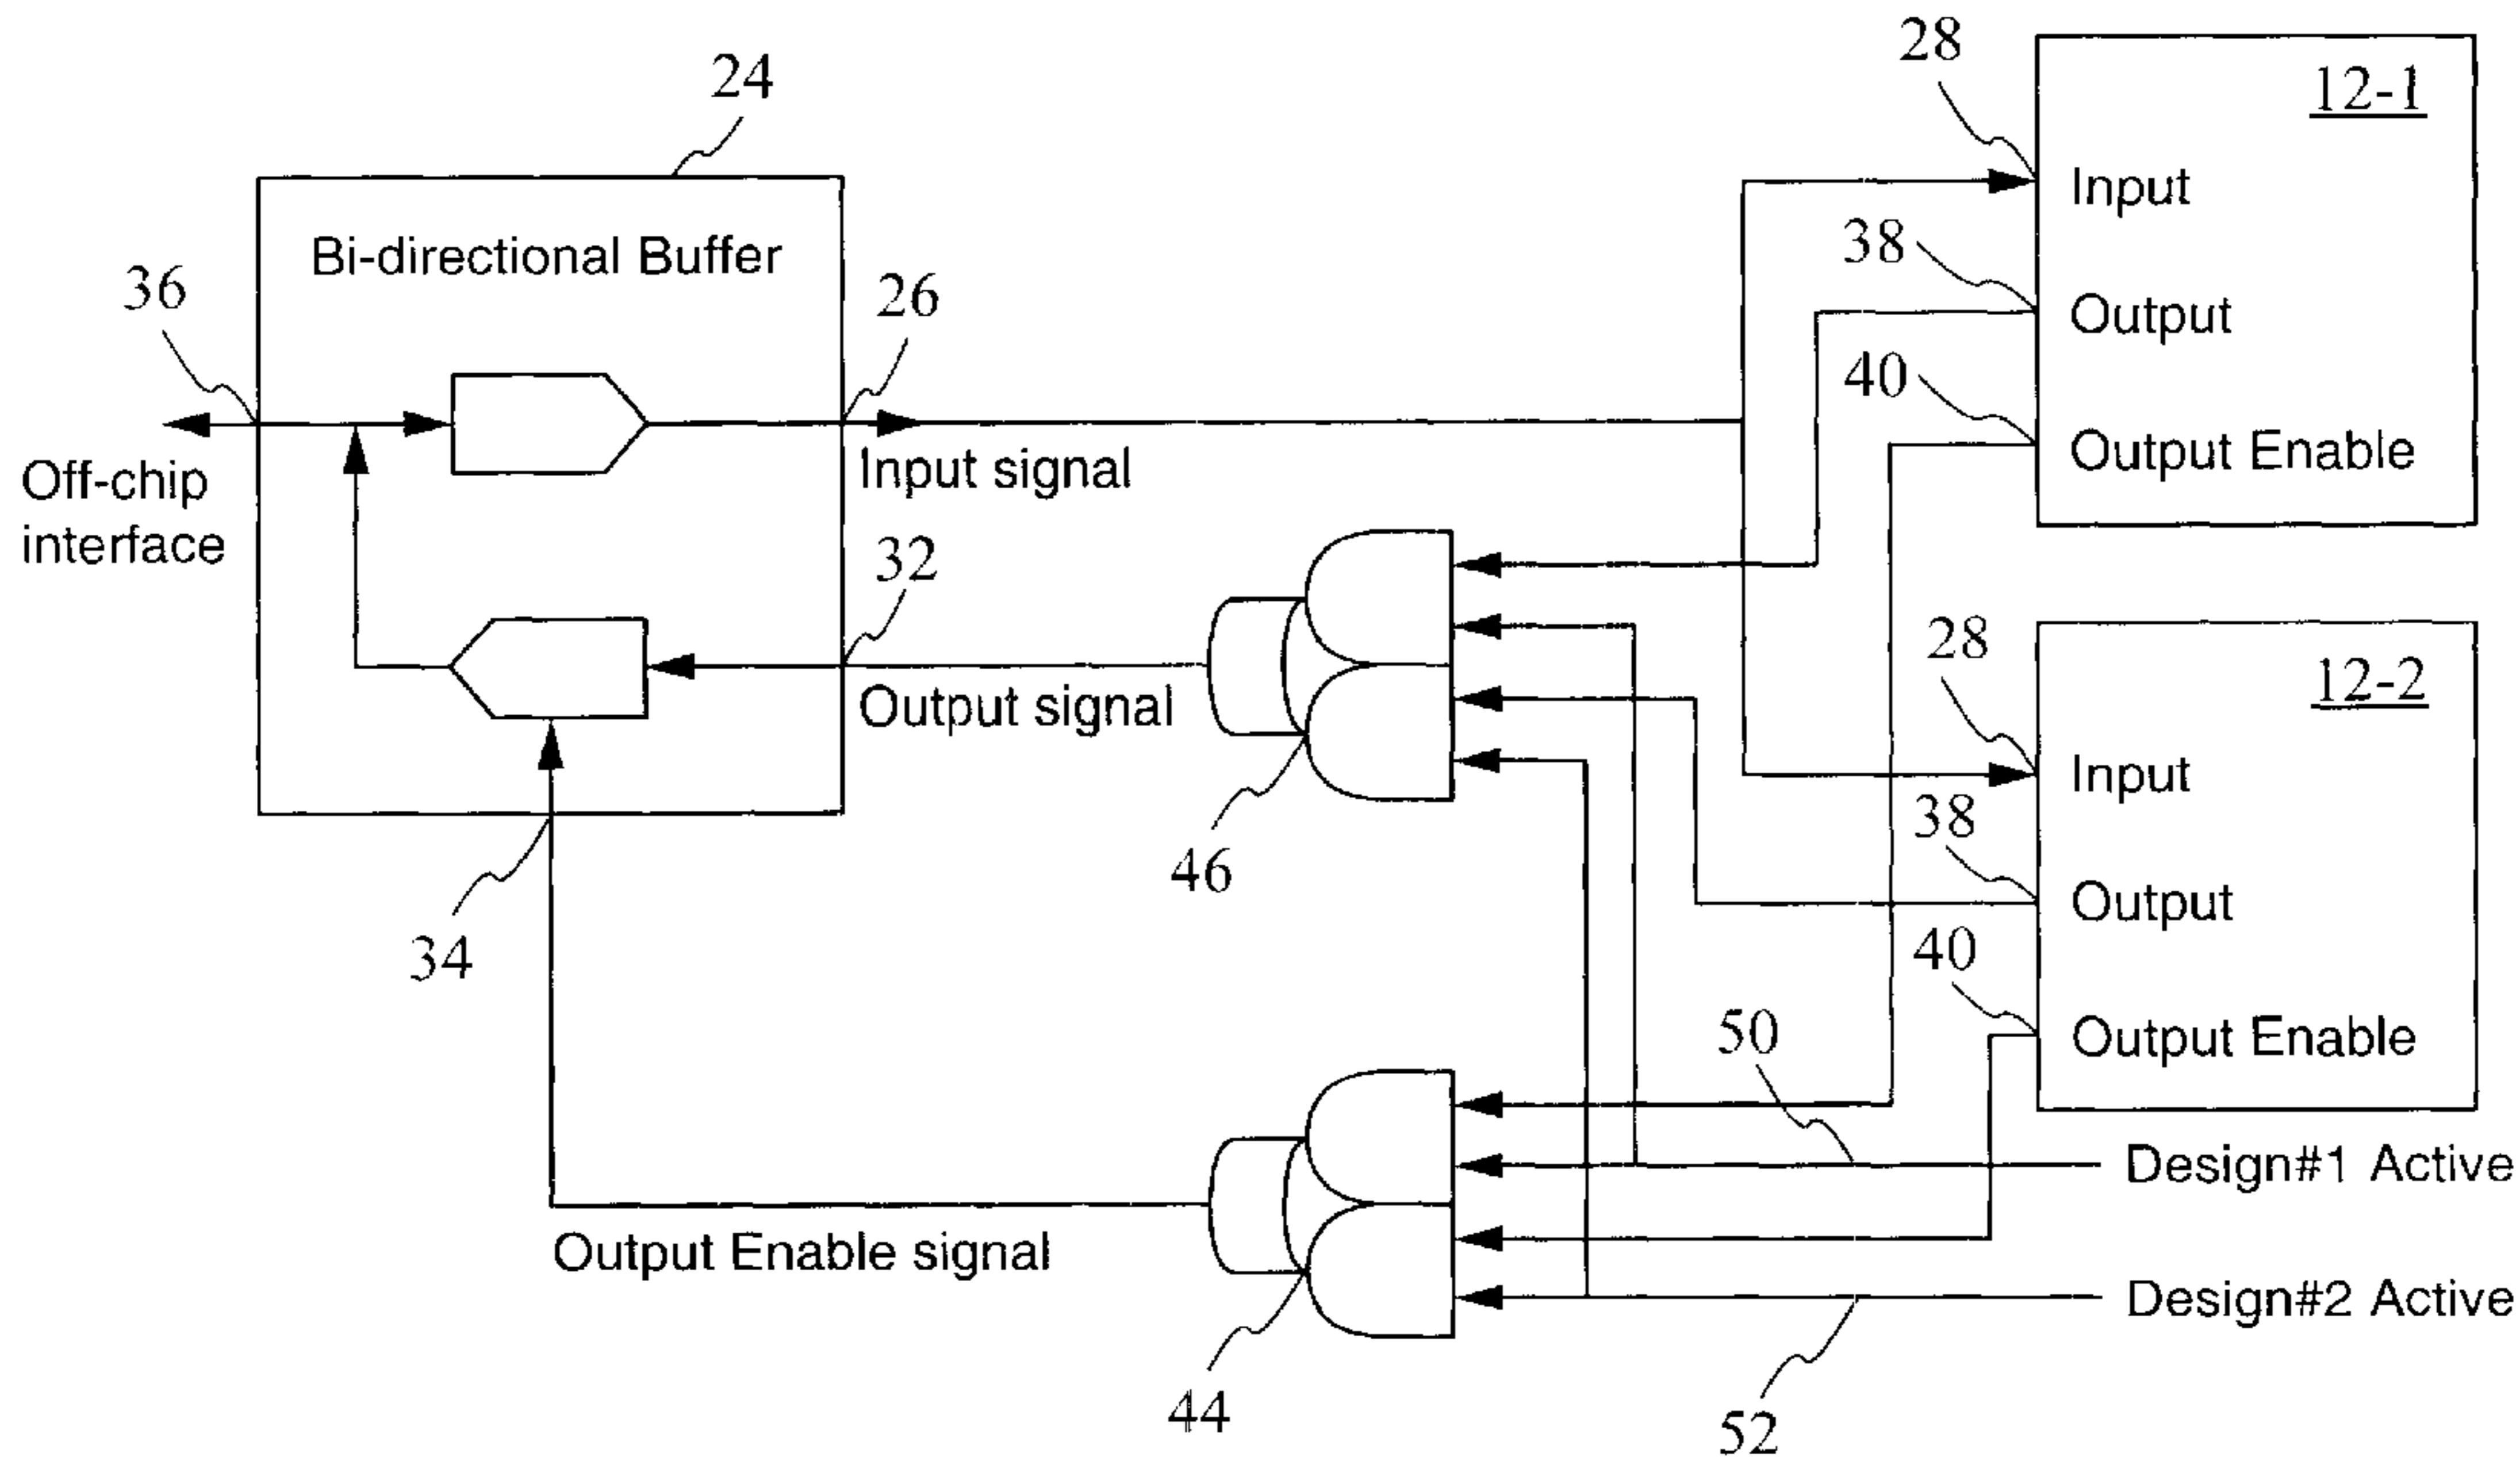 24
28
12-1
Input
38
Output
40
Output Enable
Bi-directional Buffer
36
26
Off-chip
interface
Input signal
32
Output signal
46
34
28
12-2
Input
38
Output
40
Output Enable
50
Design#1 Active
Output Enable signal
Design#2 Active
44
52